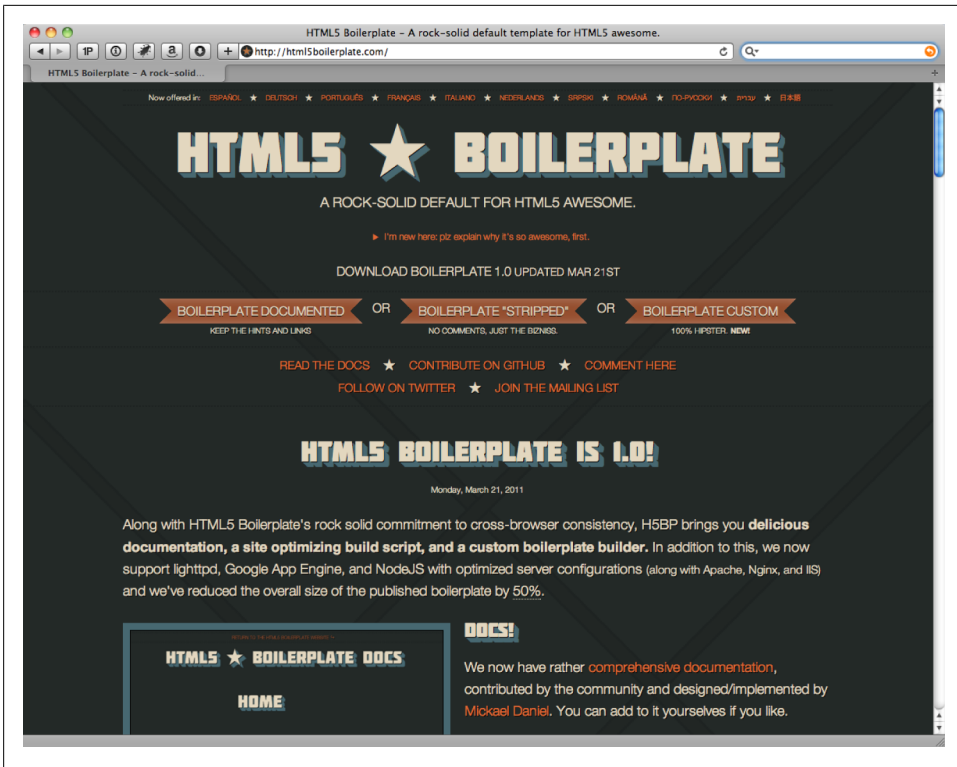 HTML5 Boilerplate - A rock-solid default template for HTML5 awesome.
1P
http://html5boilerplate.com/
HTML5 Boilerplate - A rock-solid...
Now offered in: ESPAÑOL ★ DEUTSCH ★ PORTUGUÊS ★ FRANÇAIS ★ ITALIANO ★ NEDERLANDS ★ SRPSKI ★ ROMÂNĂ ★ ПО-РУССКИ ★ עברית ★ 日本語
HTML5 ★ BOILERPLATE
A ROCK-SOLID DEFAULT FOR HTML5 AWESOME.
► I'm new here: plz explain why it's so awesome, first.
DOWNLOAD BOILERPLATE 1.0 UPDATED MAR 21ST
BOILERPLATE DOCUMENTED OR BOILERPLATE "STRIPPED" OR BOILERPLATE CUSTOM
KEEP THE HINTS AND LINKS NO COMMENTS, JUST THE BIZNISS. 100% HIPSTER. NEW!
READ THE DOCS ★ CONTRIBUTE ON GITHUB ★ COMMENT HERE
FOLLOW ON TWITTER ★ JOIN THE MAILING LIST
HTML5 BOILERPLATE IS 1.0!
Monday, March 21, 2011
Along with HTML5 Boilerplate's rock solid commitment to cross-browser consistency, H5BP brings you delicious
documentation, a site optimizing build script, and a custom boilerplate builder. In addition to this, we now
support lighttpd, Google App Engine, and NodeJS with optimized server configurations (along with Apache, Nginx, and IIS)
and we've reduced the overall size of the published boilerplate by 50%.
HTML5 ★ BOILERPLATE DOCS
HOME
DOCS!
We now have rather comprehensive documentation,
contributed by the community and designed/implemented by
Mickael Daniel. You can add to it yourselves if you like.